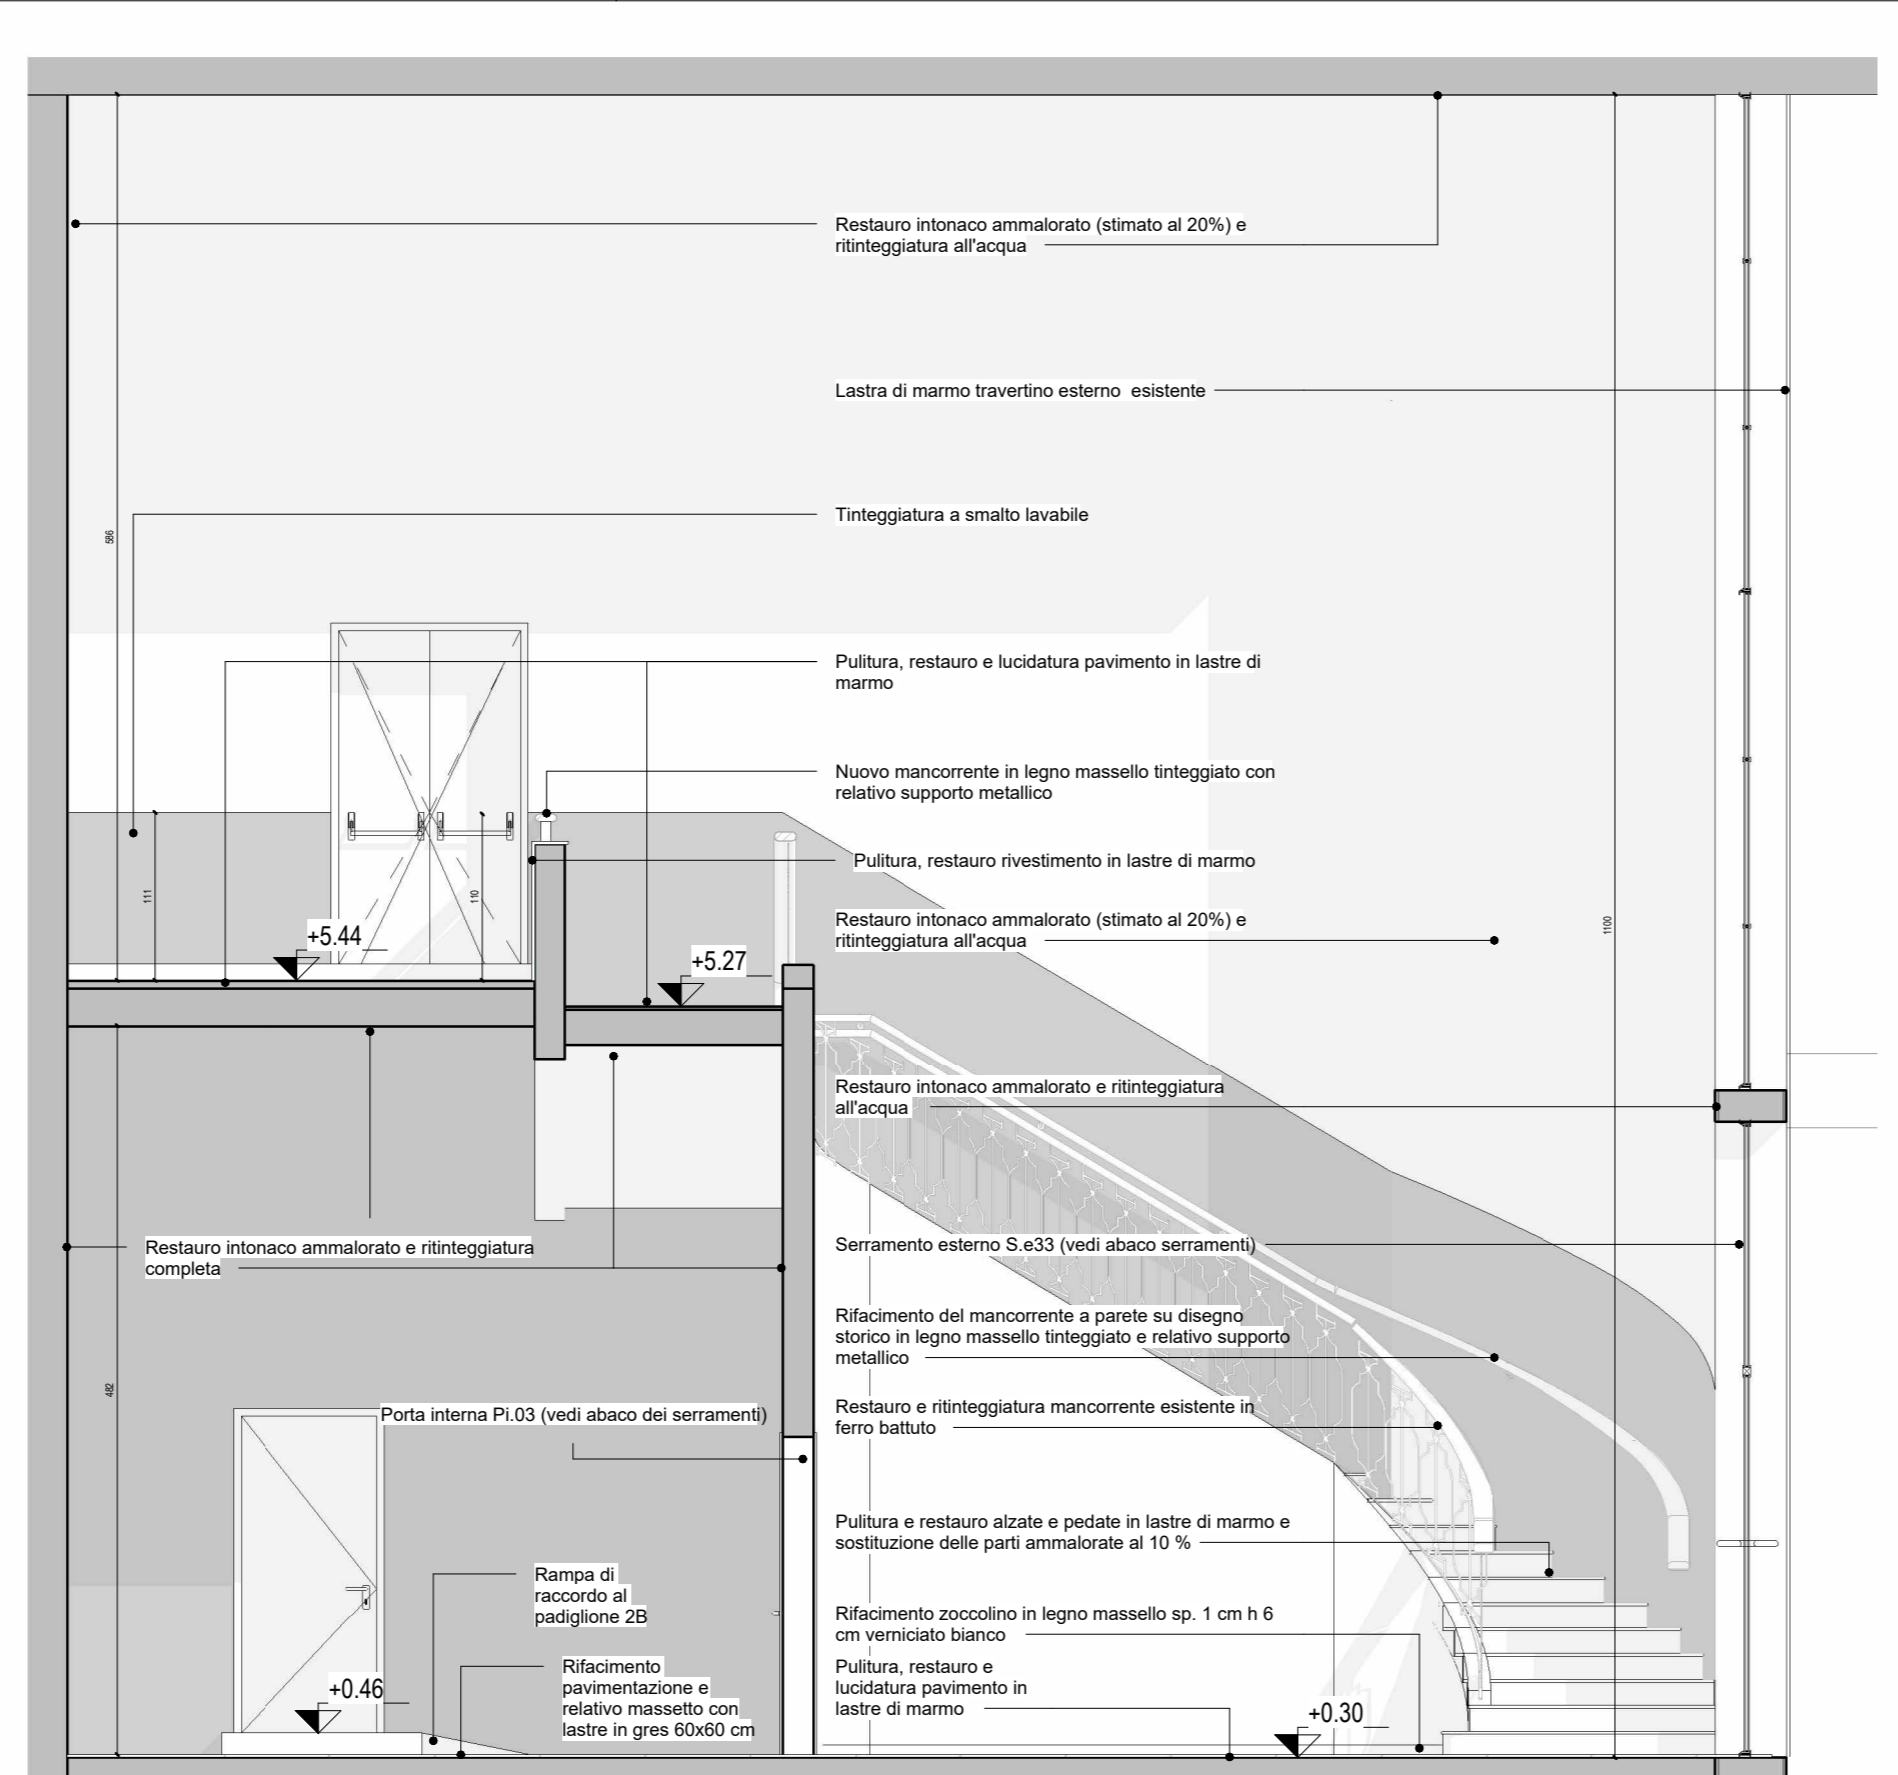 Restauro intonaco ammalorato (stimato al 20%) e
ritinteggiatura all'acqua
Lastra di marmo travertino esterno  esistente
Tinteggiatura a smalto lavabile
586
Pulitura, restauro e lucidatura pavimento in lastre di
marmo
Nuovo mancorrente in legno massello tinteggiato con
relativo supporto metallico
Pulitura, restauro rivestimento in lastre di marmo
111
110
Restauro intonaco ammalorato (stimato al 20%) e
ritinteggiatura all'acqua
1100
+5.44
+5.27
Restauro intonaco ammalorato e ritinteggiatura
all'acqua
Restauro intonaco ammalorato e ritinteggiatura
completa
Serramento esterno S.e33 (vedi abaco serramenti)
Rifacimento del mancorrente a parete su disegno
storico in legno massello tinteggiato e relativo supporto
metallico
482
Porta interna Pi.03 (vedi abaco dei serramenti)
Restauro e ritinteggiatura mancorrente esistente in
ferro battuto
Pulitura e restauro alzate e pedate in lastre di marmo e
sostituzione delle parti ammalorate al 10 %
Rampa di
raccordo al
padiglione 2B
Rifacimento zoccolino in legno massello sp. 1 cm h 6
cm verniciato bianco
Rifacimento
pavimentazione e
relativo massetto con
lastre in gres 60x60 cm
Pulitura, restauro e
lucidatura pavimento in
lastre di marmo
+0.46
+0.30